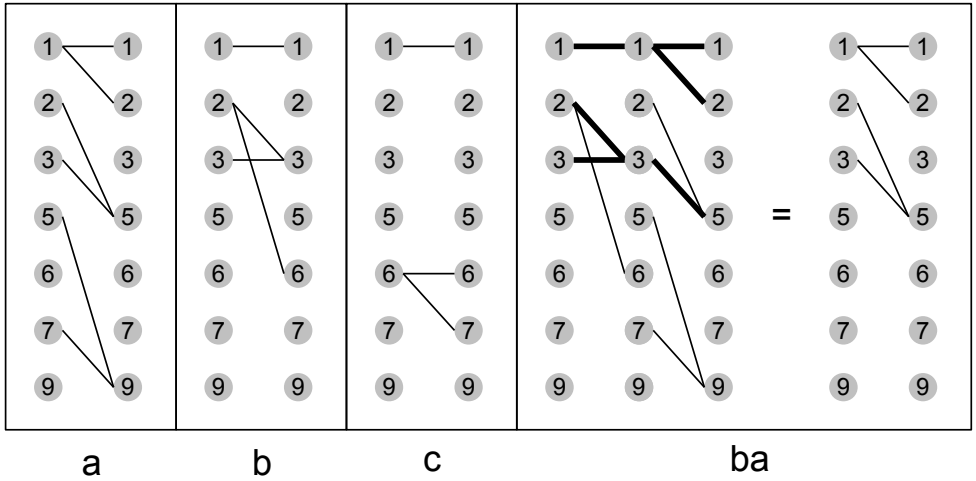 1 1 1 1 1 1 1 1 1 1 1
2 2 2 2 2 2 2 2 2 2 2
3 3 3 3 3 3 3 3 3 3 3
5 5 5 5 5 5 5 5 5 = 5 5
6 6 6 6 6 6 6 6 6 6 6
7 7 7 7 7 7 7 7 7 7 7
9 9 9 9 9 9 9 9 9 9 9
a b c ba